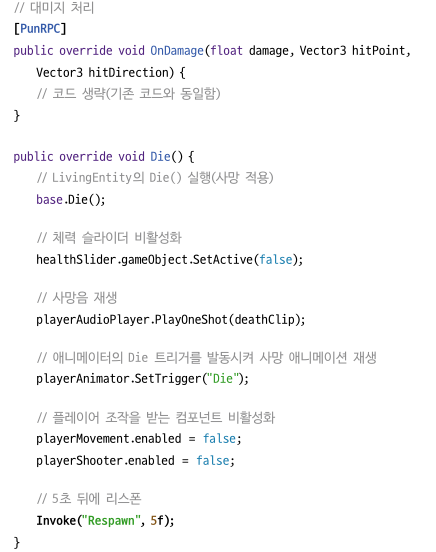 // 대미지 처리
[PunRPC]
public override void OnDamage(float damage, Vector3 hitPoint,
Vector3 hitDirection) {
// 코드 생략(기존 코드와 동일함)
}
public override void Die() {
// LivingEntity의 Die() 실행(사망 적용)
base.Die();
// 체력 슬라이더 비활성화
healthSlider.gameObject.SetActive(false);
// 사망음 재생
playerAudioPlayer.PlayOneShot(deathClip);
// 애니메이터의 Die 트리거를 발동시켜 사망 애니메이션 재생
playerAnimator.SetTrigger("Die");
// 플레이어 조작을 받는 컴포넌트 비활성화
playerMovement.enabled = false;
playerShooter.enabled = false;
// 5초 뒤에 리스폰
Invoke("Respawn", 5f);
}